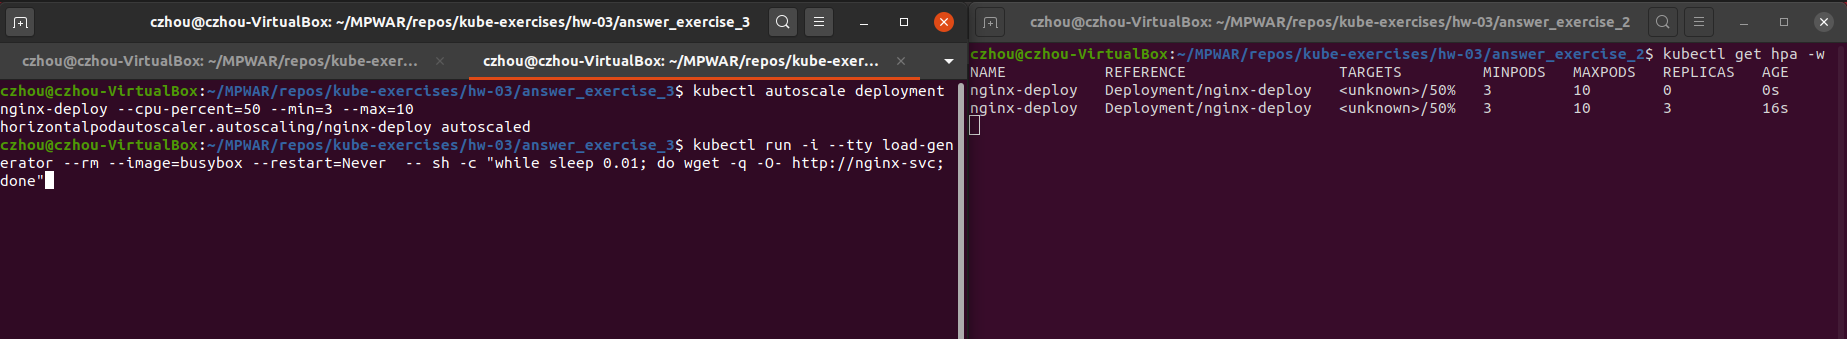 czhou@czhou-VirtualBox: ~/MPWAR/repos/kube-exercises/hw-03/answer_exercise_3
czhou@czhou-VirtualBox: ~/MPWAR/repos/kube-exer...
czhou@czhou-VirtualBox: ~/MPWAR/repos/kube-exer...
czhou@czhou-VirtualBox:~/MPWAR/repos/kube-exercises/hw-03/answer_exercise_3$ kubectl autoscale deployment
nginx-deploy --cpu-percent=50 --min=3 --max=10
horizontalpodautoscaler.autoscaling/nginx-deploy autoscaled
czhou@czhou-VirtualBox:~/MPWAR/repos/kube-exercises/hw-03/answer_exercise_3$ kubectl run -i --tty load-gen
erator --rm --image=busybox --restart=Never  -- sh -c "while sleep 0.01; do wget -q -O- http://nginx-svc;
done"
czhou@czhou-VirtualBox: ~/MPWAR/repos/kube-exercises/hw-03/answer_exercise_2
czhou@czhou-VirtualBox:~/MPWAR/repos/kube-exercises/hw-03/answer_exercise_2$ kubectl get hpa -w
NAME           REFERENCE                 TARGETS         MINPODS   MAXPODS   REPLICAS   AGE
nginx-deploy   Deployment/nginx-deploy   <unknown>/50%   3         10        0          0s
nginx-deploy   Deployment/nginx-deploy   <unknown>/50%   3         10        3          16s